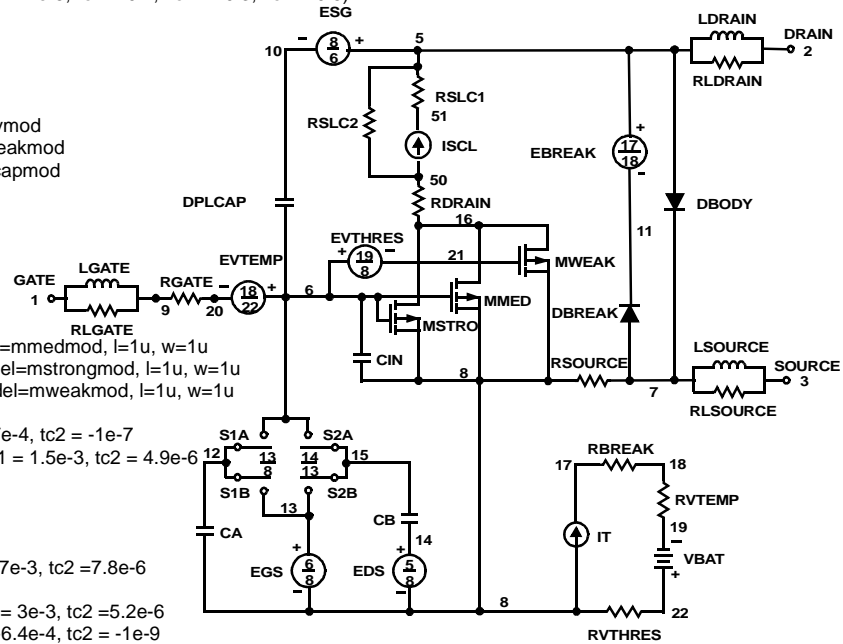 ESG
LDRAIN
DRAIN
10
− 8/6 +
5
2
RLDRAIN
RSLC1
51
RSLC2
ISCL
EBREAK
+ 17/18 −
ymod
eakmod
capmod
50
RDRAIN
DPLCAP
DBODY
16
11
EVTHRES
+ 19/8 −
21
MWEAK
EVTEMP
LGATE
GATE
RGATE
1
9
20
− 18/22 +
6
MMED
MSTRO
DBREAK
RLGATE
=mmedmod, l=1u, w=1u
el=mstrongmod, l=1u, w=1u
del=mweakmod, l=1u, w=1u
CIN
8
RSOURCE
7
LSOURCE
SOURCE
3
RLSOURCE
7e-4, tc2 = -1e-7
1 = 1.5e-3, tc2 = 4.9e-6
S1A
S2A
12
13/8
14/13
15
S1B
S2B
13
RBREAK
17
18
RVTEMP
19
CA
CB
14
IT
−
VBAT
+
7e-3, tc2 =7.8e-6
EGS
+ 6/8 −
EDS
+ 5/8 −
= 3e-3, tc2 =5.2e-6
6.4e-4, tc2 = -1e-9
8
22
RVTHRES